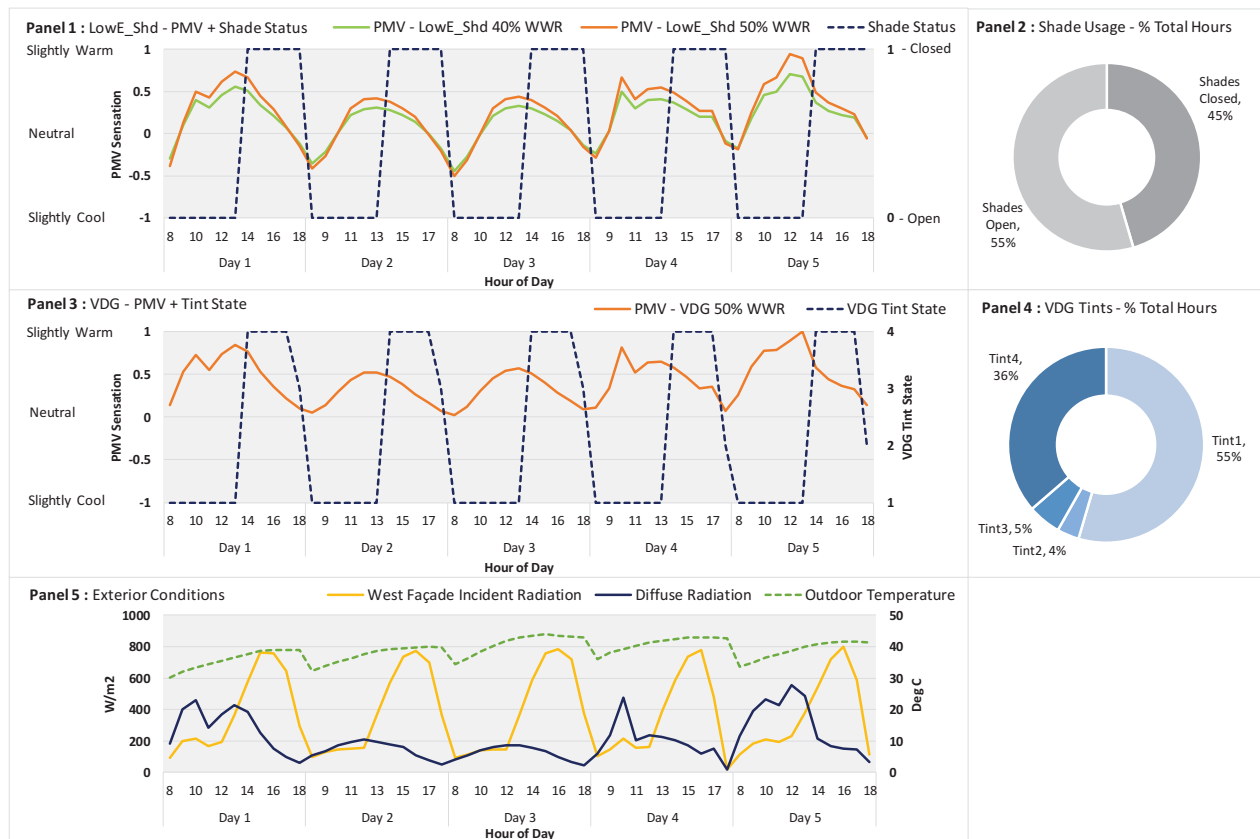 Panel 1 : LowE_Shd - PMV + Shade Status
PMV - LowE_Shd 40% WWR
PMV - LowE_Shd 50% WWR
Shade Status
Slightly Warm
Neutral
Slightly Cool
PMV Sensation
1
0.5
0
-0.5
-1
1 - Closed
0 - Open
8 10 12 14 16 18 9 11 13 15 17 8 10 12 14 16 18 9 11 13 15 17 8 10 12 14 16 18
Day 1 Day 2 Day 3 Day 4 Day 5
Hour of Day
Panel 2 : Shade Usage - % Total Hours
Shades
Closed,
45%
Shades
Open,
55%
Panel 3 : VDG - PMV + Tint State
PMV - VDG 50% WWR
VDG Tint State
Slightly Warm
Neutral
Slightly Cool
PMV Sensation
1
0.5
0
-0.5
-1
4
3
2
1
VDG Tint State
8 10 12 14 16 18 9 11 13 15 17 8 10 12 14 16 18 9 11 13 15 17 8 10 12 14 16 18
Day 1 Day 2 Day 3 Day 4 Day 5
Hour of Day
Panel 4 : VDG Tints - % Total Hours
Tint4,
36%
Tint1,
55%
Tint3, 5%
Tint2, 4%
Panel 5 : Exterior Conditions
West Façade Incident Radiation
Diffuse Radiation
Outdoor Temperature
W/m2
1000
800
600
400
200
0
50
40
30
20
10
0
Deg C
8 10 12 14 16 18 9 11 13 15 17 8 10 12 14 16 18 9 11 13 15 17 8 10 12 14 16 18
Day 1 Day 2 Day 3 Day 4 Day 5
Hour of Day